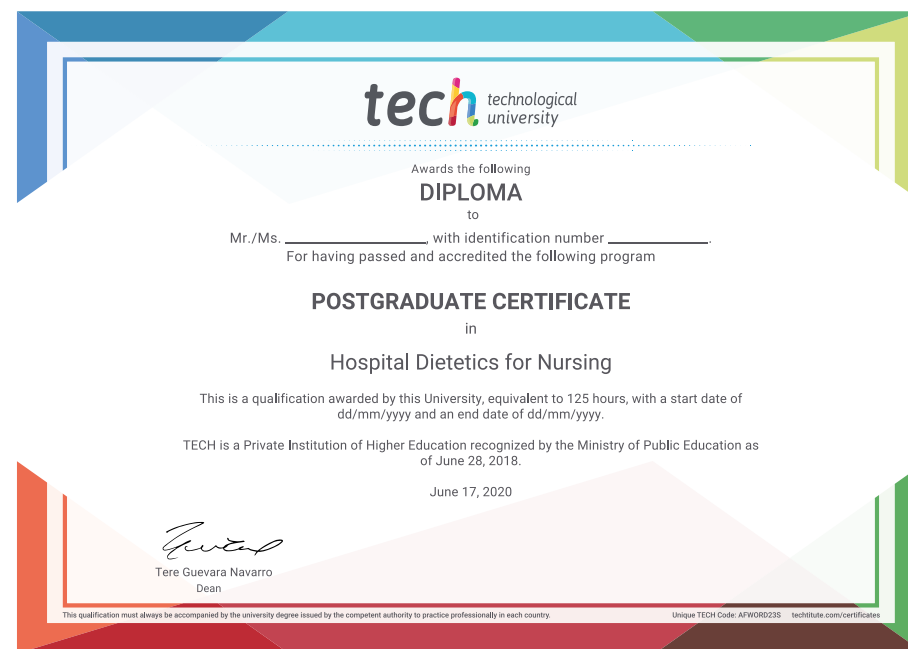 tech technological
university
Awards the following
DIPLOMA
to
Mr./Ms. ____________________, with identification number ______________.
For having passed and accredited the following program
POSTGRADUATE CERTIFICATE
in
Hospital Dietetics for Nursing
This is a qualification awarded by this University, equivalent to 125 hours, with a start date of
dd/mm/yyyy and an end date of dd/mm/yyyy.
TECH is a Private Institution of Higher Education recognized by the Ministry of Public Education as
of June 28, 2018.
June 17, 2020
Tere Guevara Navarro
Dean
This qualification must always be accompanied by the university degree issued by the competent authority to practice professionally in each country. Unique TECH Code: AFWORD23S techtitute.com/certificates